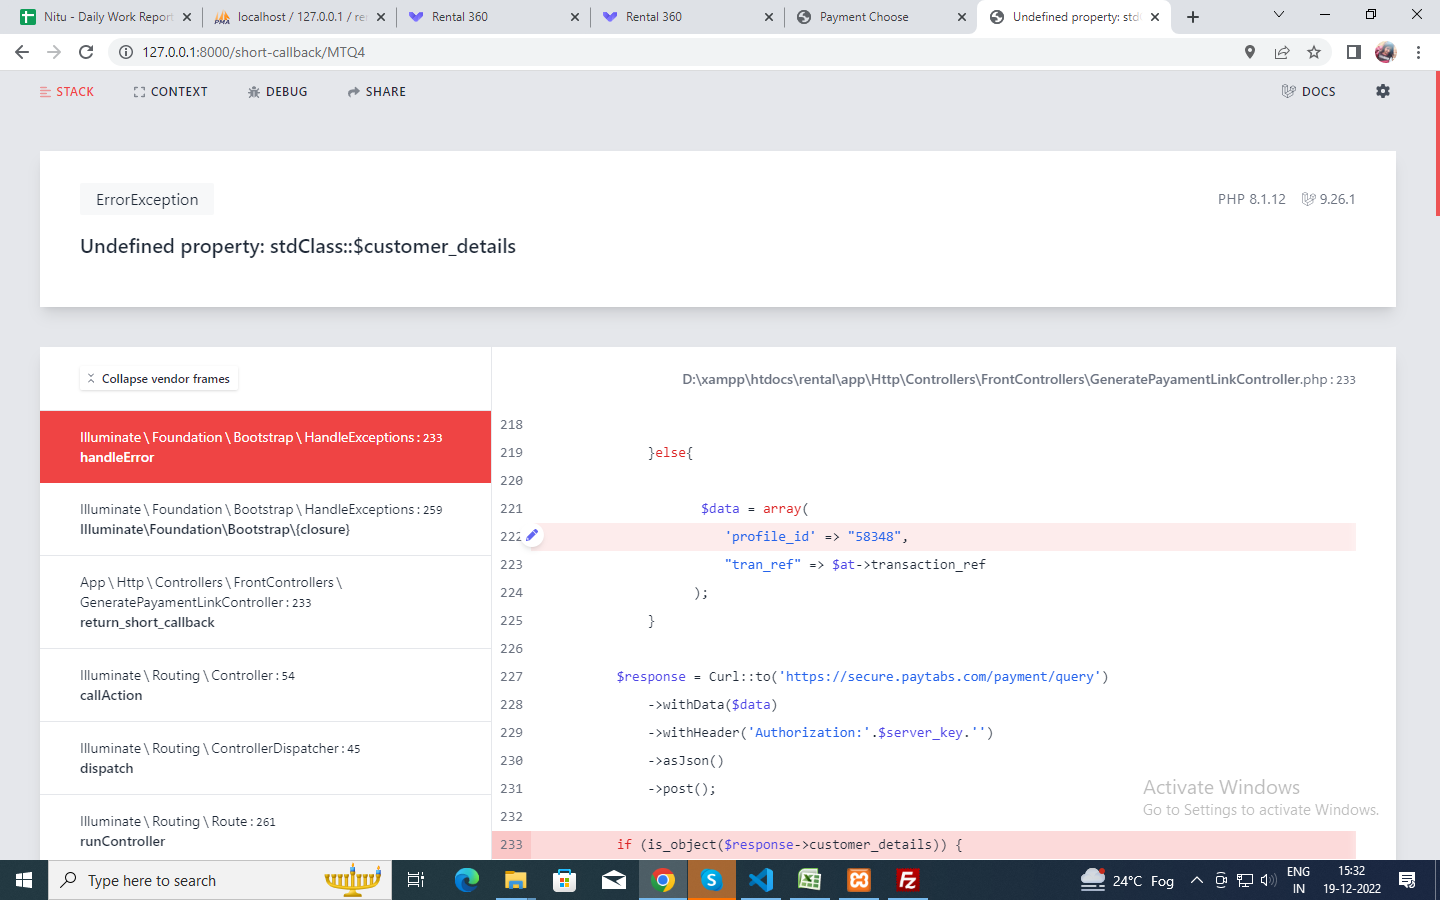 Nitu - Daily Work Report
localhost / 127.0.0.1 / re
Rental 360
Rental 360
Payment Choose
Undefined property: std
127.0.0.1:8000/short-callback/MTQ4
STACK
CONTEXT
DEBUG
SHARE
DOCS
ErrorException
PHP 8.1.12
9.26.1
Undefined property: stdClass::$customer_details
Collapse vendor frames
D:\xampp\htdocs\rental\app\Http\Controllers\FrontControllers\GeneratePayamentLinkController.php : 233
Illuminate \ Foundation \ Bootstrap \ HandleExceptions : 233
handleError
Illuminate \ Foundation \ Bootstrap \ HandleExceptions : 259
Illuminate\Foundation\Bootstrap\{closure}
App \ Http \ Controllers \ FrontControllers \
GeneratePayamentLinkController : 233
return_short_callback
Illuminate \ Routing \ Controller : 54
callAction
Illuminate \ Routing \ ControllerDispatcher : 45
dispatch
Illuminate \ Routing \ Route : 261
runController
218
219 }else{
220
221 $data = array(
222 'profile_id' => "58348",
223 "tran_ref" => $at->transaction_ref
224 );
225 }
226
227 $response = Curl::to('https://secure.paytabs.com/payment/query')
228 ->withData($data)
229 ->withHeader('Authorization:'.$server_key.'')
230 ->asJson()
231 ->post();
232
233 if (is_object($response->customer_details)) {
Activate Windows
Go to Settings to activate Windows.
Type here to search
24°C Fog
ENG
IN
15:32
19-12-2022